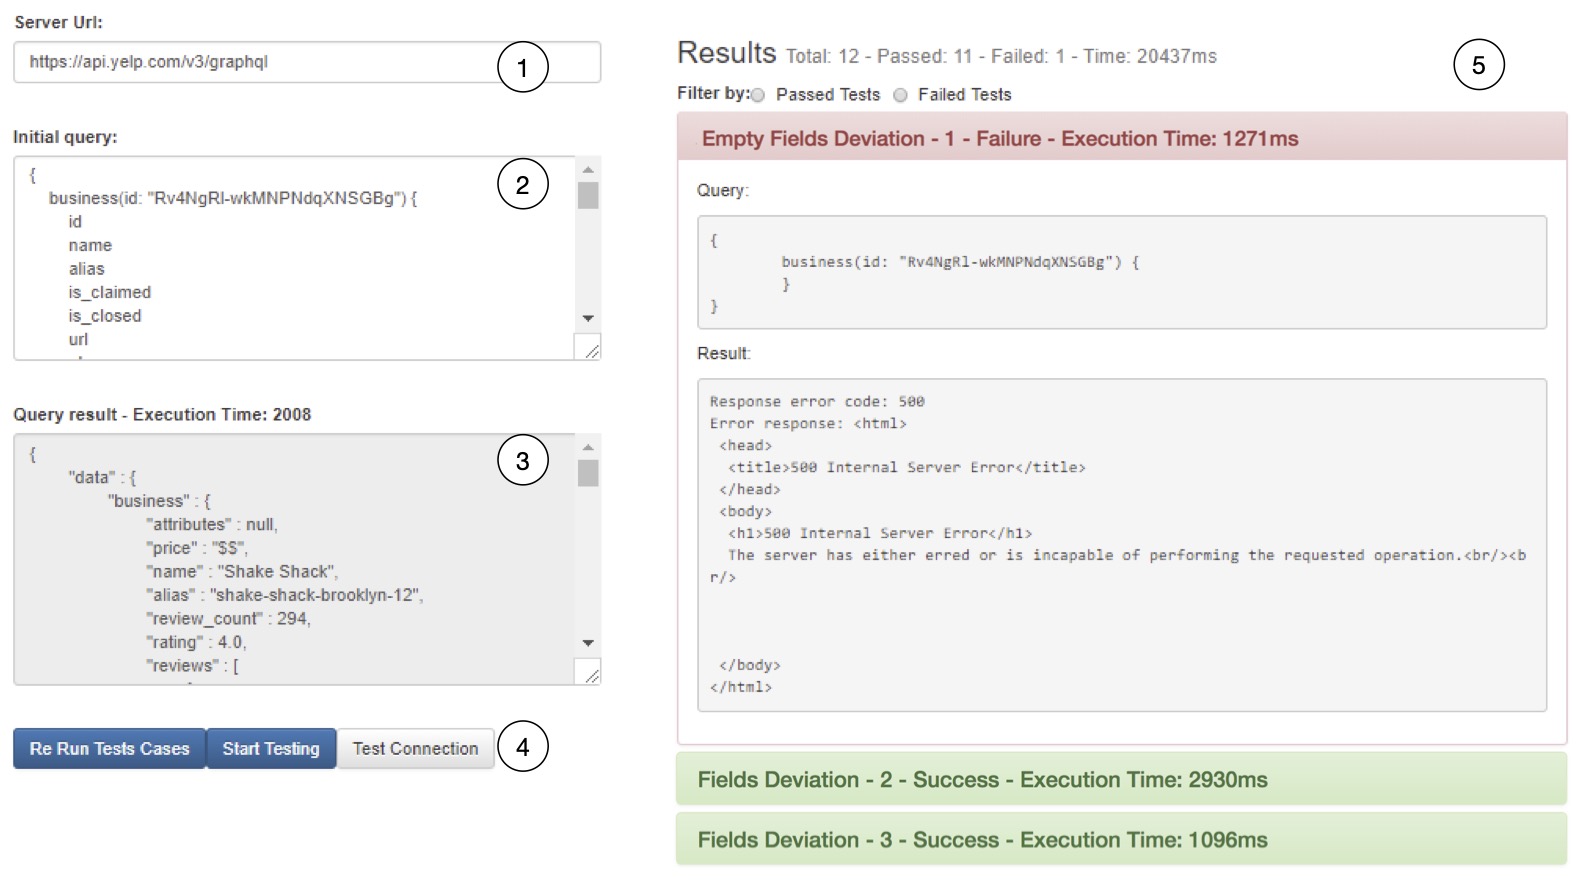 Server Url:
https://api.yelp.com/v3/graphql
1
Initial query:
{
business(id: "Rv4NgRI-wkMNPNdqXNSGBg") {
id
name
alias
is_claimed
is_closed
url
2
Query result - Execution Time: 2008
{
"data" : {
"business" : {
"attributes" : null,
"price" : "$$",
"name" : "Shake Shack",
"alias" : "shake-shack-brooklyn-12",
"review_count" : 294,
"rating" : 4.0,
"reviews" : [
3
Re Run Tests Cases
Start Testing
Test Connection
4
Results Total: 12 - Passed: 11 - Failed: 1 - Time: 20437ms
5
Filter by: Passed Tests Failed Tests
Empty Fields Deviation - 1 - Failure - Execution Time: 1271ms
Query:
{
business(id: "Rv4NgRl-wkMNPNdqXNSGBg") {
}
}
Result:
Response error code: 500
Error response: <html>
<head>
<title>500 Internal Server Error</title>
</head>
<body>
<h1>500 Internal Server Error</h1>
The server has either erred or is incapable of performing the requested operation.<br/><b
r/>
</body>
</html>
Fields Deviation - 2 - Success - Execution Time: 2930ms
Fields Deviation - 3 - Success - Execution Time: 1096ms